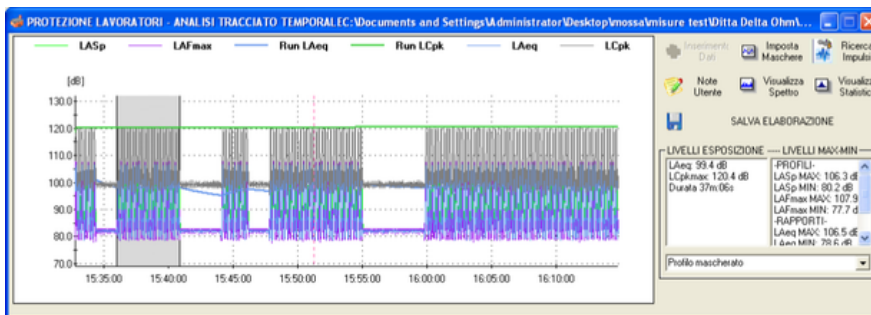 PROTEZIONE LAVORATORI - ANALISI TRACCIATO TEMPORALEC:\Documents and Settings\Administrator\Desktop\mossa\misure test\Ditta Delta Ohm\
LASp LAFmax Run LAeq Run LCpk LAeq LCpk
[dB]
130.0
120.0
110.0
100.0
90.0
80.0
70.0
15:35:00 15:40:00 15:45:00 15:50:00 15:55:00 16:00:00 16:05:00 16:10:00
Inserimento
Dati
Imposta
Maschere
Ricerca
Impulsi
Note
Utente
Visualizza
Spettro
Visualizz
Statistic
SALVA ELABORAZIONE
LIVELLI ESPOSIZIONE
LAeq: 99.4 dB
LCpkmax: 120.4 dB
Durata 37m:06s
LIVELLI MAX-MIN
-PROFILI-
LASp MAX: 106.3 dB
LASp MIN: 80.2 dB
LAFmax MAX: 107.9
LAFmax MIN: 77.7 d
-RAPPORTI-
LAeq MAX: 106.5 dB
LAeq MIN: 78.6 dB
Profilo mascherato